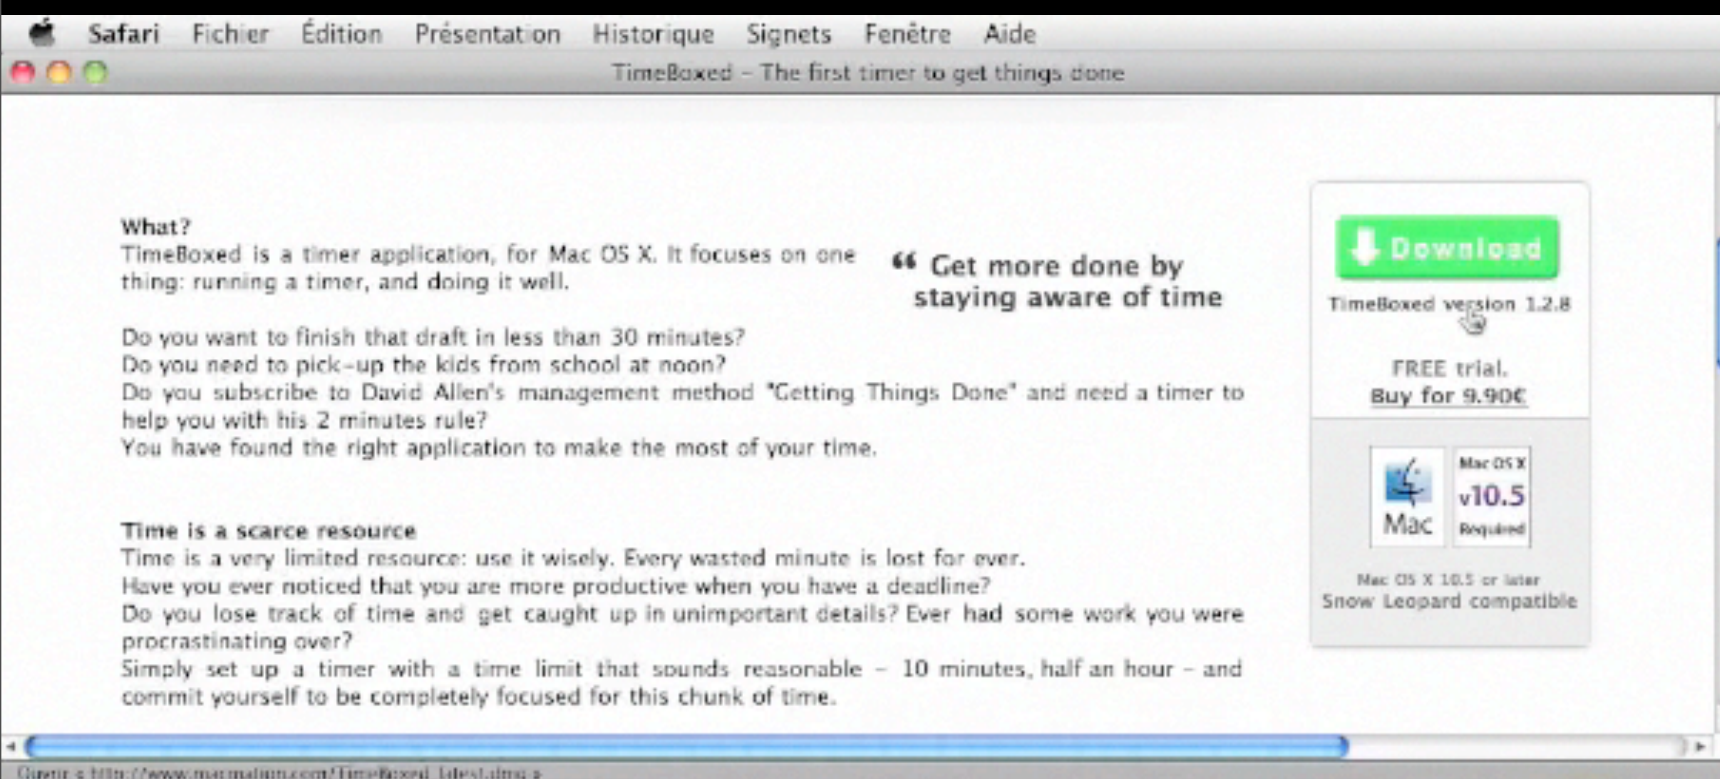 Safari Fichier Édition Présentation Historique Signets Fenêtre Aide
TimeBoxed – The first timer to get things done
What?
TimeBoxed is a timer application, for Mac OS X. It focuses on one
thing: running a timer, and doing it well.
“ Get more done by
staying aware of time
Do you want to finish that draft in less than 30 minutes?
Do you need to pick-up the kids from school at noon?
Do you subscribe to David Allen's management method "Getting Things Done" and need a timer to
help you with his 2 minutes rule?
You have found the right application to make the most of your time.
Time is a scarce resource
Time is a very limited resource: use it wisely. Every wasted minute is lost for ever.
Have you ever noticed that you are more productive when you have a deadline?
Do you lose track of time and get caught up in unimportant details? Ever had some work you were
procrastinating over?
Simply set up a timer with a time limit that sounds reasonable – 10 minutes, half an hour – and
commit yourself to be completely focused for this chunk of time.
Download
TimeBoxed version 1.2.8
FREE trial.
Buy for 9.90€
Mac
Mac OS X
v10.5
Required
Mac OS X 10.5 or later
Snow Leopard compatible